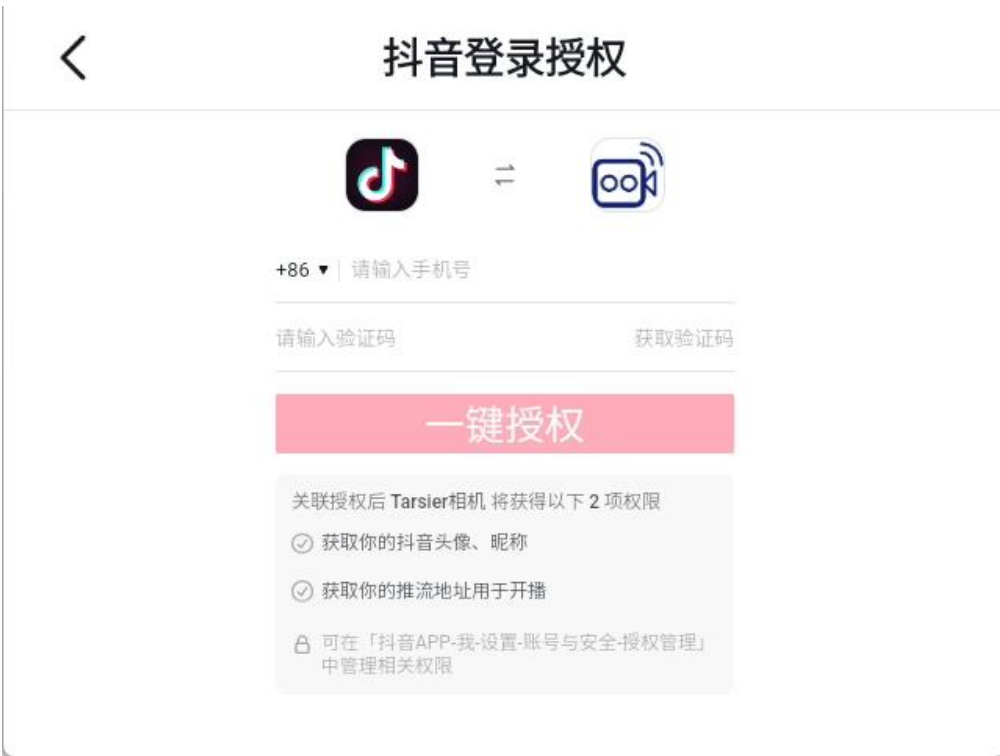 抖音登录授权
+86 ▼ 请输入手机号
请输入验证码 获取验证码
一键授权
关联授权后 Tarsier相机 将获得以下 2 项权限
获取你的抖音头像、昵称
获取你的推流地址用于开播
可在「抖音APP-我-设置-账号与安全-授权管理」
中管理相关权限